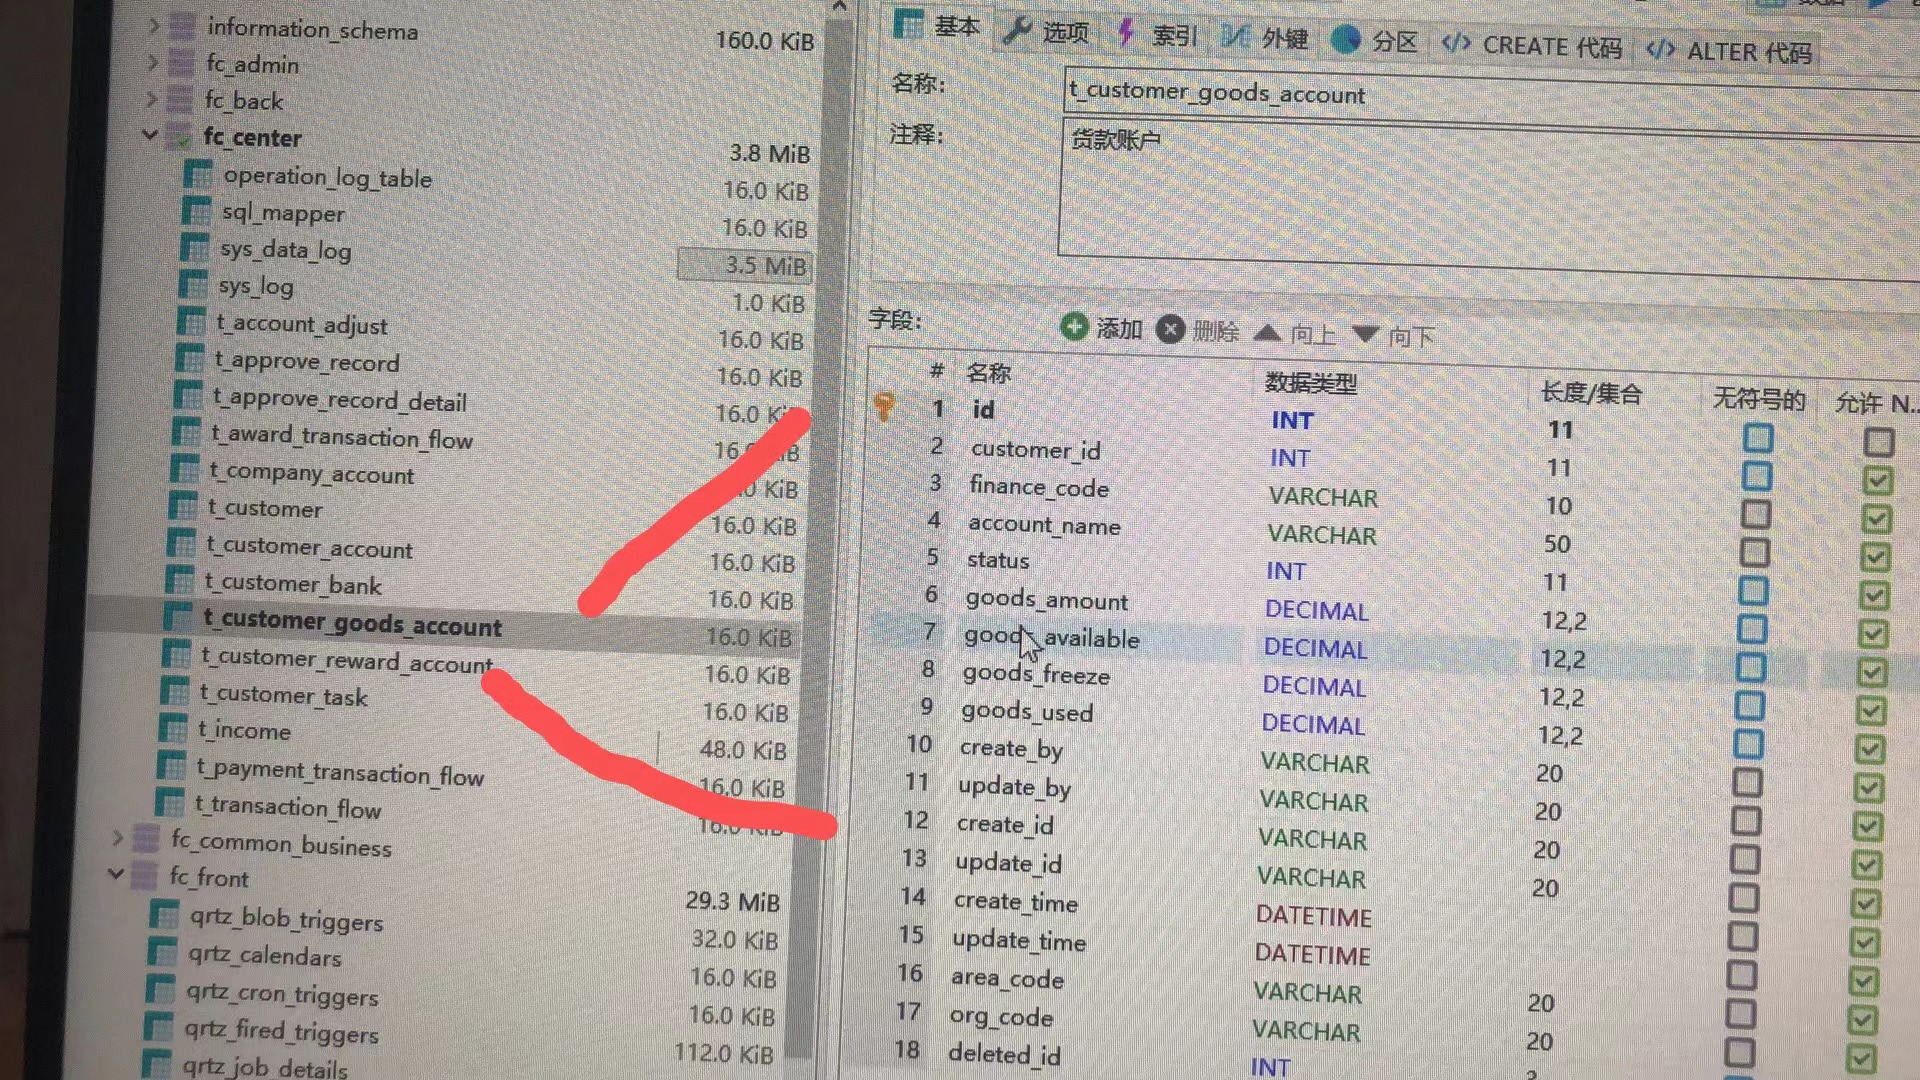 information_schema 160.0 KiB
fc_admin
fc_back
fc_center 3.8 MiB
operation_log_table 16.0 KiB
sql_mapper 16.0 KiB
sys_data_log 3.5 MiB
sys_log 1.0 KiB
t_account_adjust 16.0 KiB
t_approve_record 16.0 KiB
t_approve_record_detail 16.0
t_award_transaction_flow
t_company_account KiB
t_customer 16.0 KiB
t_customer_account 16.0 KiB
t_customer_bank 16.0 KiB
t_customer_goods_account 16.0 KiB
t_customer_reward_account 16.0 KiB
t_customer_task 16.0 KiB
t_income 48.0 KiB
t_payment_transaction_flow 16.0 KiB
t_transaction_flow 16.0 KiB
fc_common_business
fc_front 29.3 MiB
qrtz_blob_triggers 32.0 KiB
qrtz_calendars 16.0 KiB
qrtz_cron_triggers 16.0 KiB
qrtz_fired_triggers 112.0 KiB
qrtz_job_details
基本 选项 索引 外键 分区 </> CREATE 代码 </> ALTER 代码
名称: t_customer_goods_account
注释: 货款账户
字段: 添加 删除 向上 向下
# 名称 数据类型 长度/集合 无符号的 允许 N...
1 id INT 11
2 customer_id INT 11
3 finance_code VARCHAR 10
4 account_name VARCHAR 50
5 status INT 11
6 goods_amount DECIMAL 12,2
7 goods_available DECIMAL 12,2
8 goods_freeze DECIMAL 12,2
9 goods_used DECIMAL 12,2
10 create_by VARCHAR 20
11 update_by VARCHAR 20
12 create_id VARCHAR 20
13 update_id VARCHAR 20
14 create_time DATETIME
15 update_time DATETIME
16 area_code VARCHAR 20
17 org_code VARCHAR 20
18 deleted_id INT